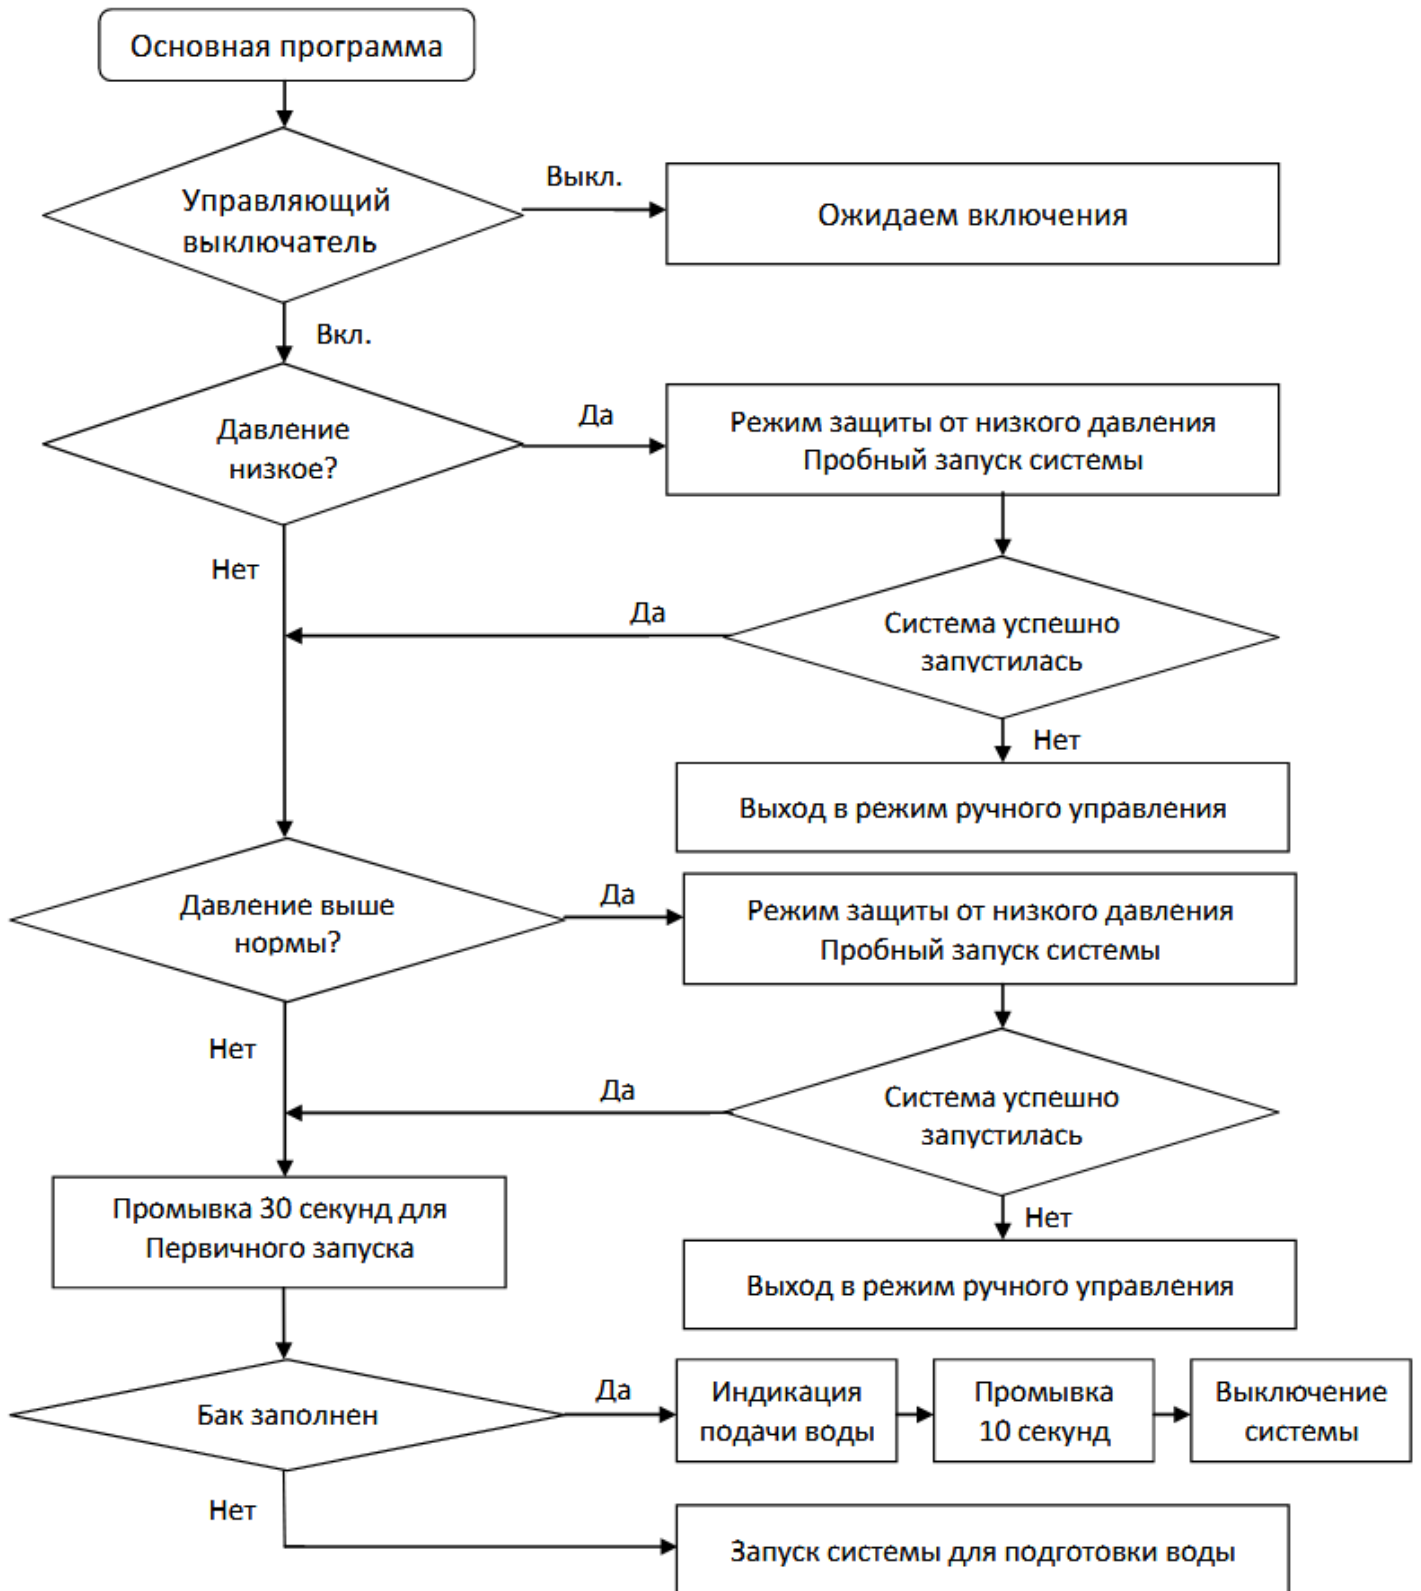 Основная программа
Управляющий
выключатель
Выкл.
Ожидаем включения
Вкл.
Давление
низкое?
Да
Режим защиты от низкого давления
Пробный запуск системы
Нет
Да
Система успешно
запустилась
Нет
Выход в режим ручного управления
Давление выше
нормы?
Да
Режим защиты от низкого давления
Пробный запуск системы
Нет
Да
Система успешно
запустилась
Нет
Выход в режим ручного управления
Промывка 30 секунд для
Первичного запуска
Бак заполнен
Да
Индикация
подачи воды
Промывка
10 секунд
Выключение
системы
Нет
Запуск системы для подготовки воды